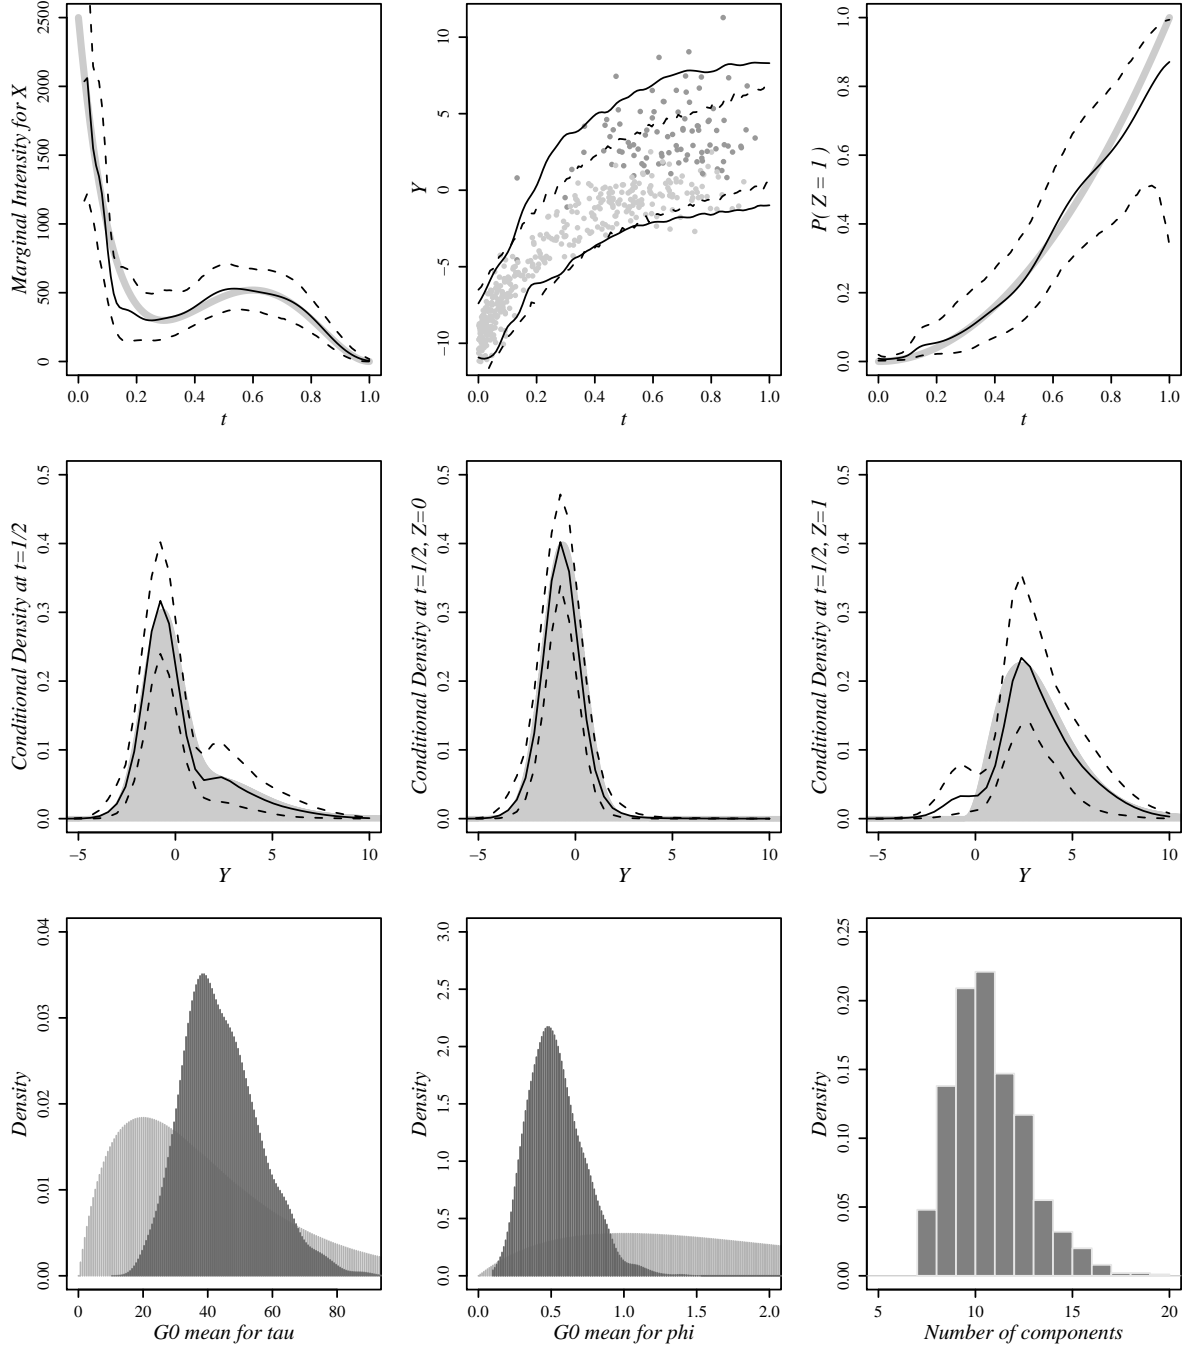 Marginal Intensity for X
0 500 1000 1500 2000 2500
0.0 0.2 0.4 0.6 0.8 1.0
t
Y
−10 −5 0 5 10
0.0 0.2 0.4 0.6 0.8 1.0
t
P( Z = 1 )
0.0 0.2 0.4 0.6 0.8 1.0
0.0 0.2 0.4 0.6 0.8 1.0
t
Conditional Density at t=1/2
0.0 0.1 0.2 0.3 0.4 0.5
−5 0 5 10
Y
Conditional Density at t=1/2, Z=0
0.0 0.1 0.2 0.3 0.4 0.5
−5 0 5 10
Y
Conditional Density at t=1/2, Z=1
0.0 0.1 0.2 0.3 0.4 0.5
−5 0 5 10
Y
Density
0.00 0.01 0.02 0.03 0.04
0 20 40 60 80
G0 mean for tau
Density
0.0 0.5 1.0 1.5 2.0 2.5 3.0
0.0 0.5 1.0 1.5 2.0
G0 mean for phi
Density
0.00 0.05 0.10 0.15 0.20 0.25
5 10 15 20
Number of components